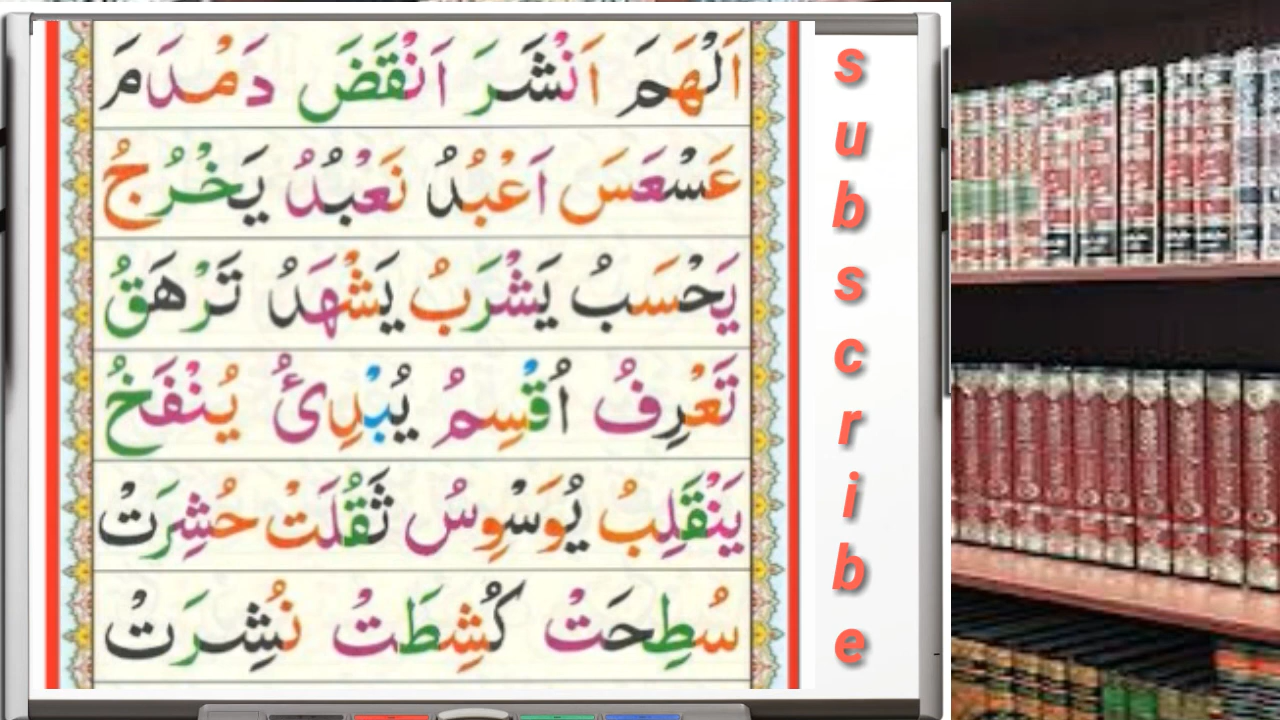 اَلْهَمَ اَنْشَرَ اَنْقَضَ دَمْدَمَ
عَسْعَسَ اَعْبُدُ نَعْبُدُ يَخْرُجُ
يَحْسَبُ يَشْرَبُ يَشْهَدُ تَرْهَقُ
تَعْرِفُ اُقْسِمُ يُبْدِئُ يُنْفَخُ
يَنْقَلِبُ يُوَسْوِسُ ثَقُلَتْ حُشِرَتْ
سُطِحَتْ كُشِطَتْ نُشِرَتْ
subscribe